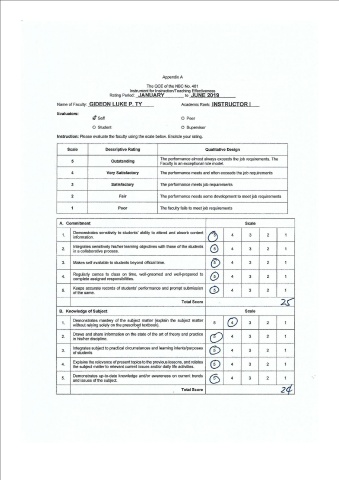 Appendix A
The QCE of the NBC No. 461
Instrument for Instruction/Teaching Effectiveness
Rating Period: JANUARY to JUNE 2019
Name of Faculty: GIDEON LUKE P. TY Academic Rank: INSTRUCTOR I
Evaluators:
Self Peer
Student Supervisor
Instruction: Please evaluate the faculty using the scale below. Encircle your rating.
Scale Descriptive Rating Qualitative Design
5 Outstanding The performance almost always exceeds the job requirements. The
Faculty is an exceptional role model.
4 Very Satisfactory The performance meets and often exceeds the job requirements
3 Satisfactory The performance meets job requirements
2 Fair The performance needs some development to meet job requirements
1 Poor The faculty fails to meet job requirements
A. Commitment Scale
1. Demonstrates sensitivity to students' ability to attend and absorb content
information. 5 4 3 2 1
2. Integrates sensitively his/her learning objectives with those of the students
in a collaborative process. 5 4 3 2 1
3. Makes self available to students beyond official time. 5 4 3 2 1
4. Regularly comes to class on time, well-groomed and well-prepared to
complete assigned responsibilities. 5 4 3 2 1
5. Keeps accurate records of students' performance and prompt submission
of the same. 5 4 3 2 1
Total Score 25
B. Knowledge of Subject Scale
1. Demonstrates mastery of the subject matter (explain the subject matter
without relying solely on the prescribed textbook). 5 4 3 2 1
2. Draws and share information on the state of the art of theory and practice
in his/her discipline. 5 4 3 2 1
3. Integrates subject to practical circumstances and learning intents/purposes
of students. 5 4 3 2 1
4. Explains the relevance of present topics to the previous lessons, and relates
the subject matter to relevant current issues and/or daily life activities. 5 4 3 2 1
5. Demonstrates up-to-date knowledge and/or awareness on current trends
and issues of the subject. 5 4 3 2 1
Total Score 24